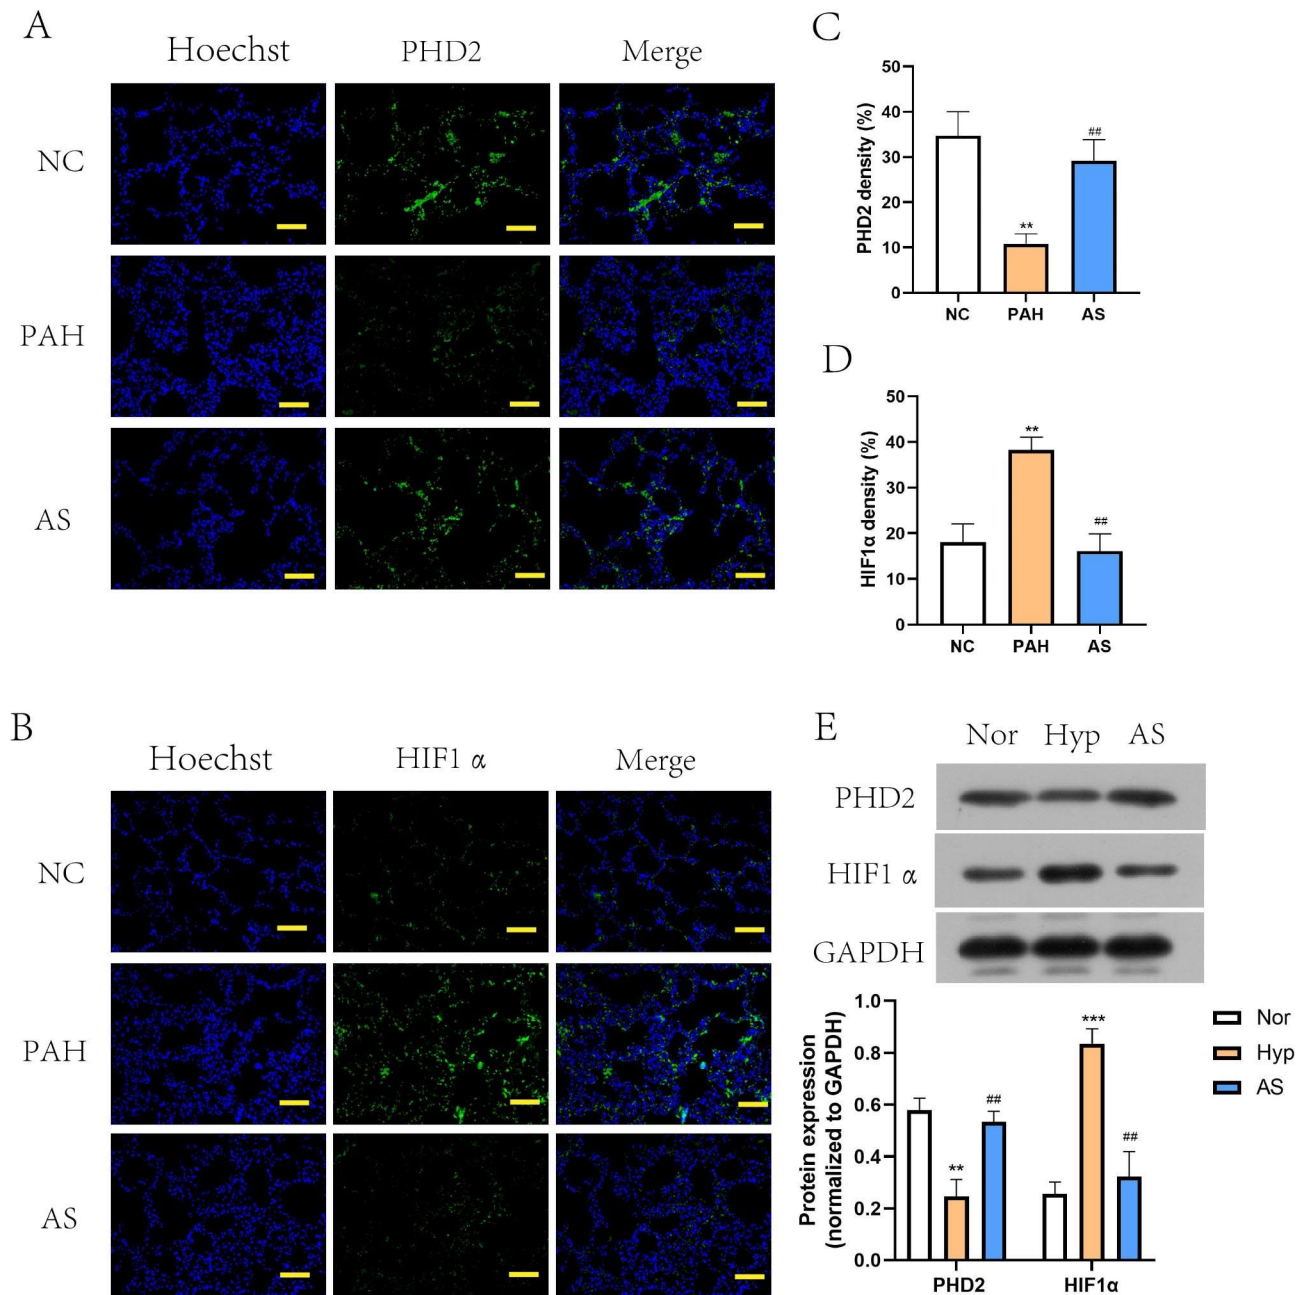 A
Hoechst PHD2 Merge
NC
PAH
AS
B
Hoechst HIF1 α Merge
NC
PAH
AS
C
PHD2 density (%)
50
40
30
20
10
0
**
##
NC PAH AS
D
HIF1α density (%)
50
40
30
20
10
0
**
##
NC PAH AS
E
Nor Hyp AS
PHD2
HIF1 α
GAPDH
Protein expression
(normalized to GAPDH)
1.0
0.8
0.6
0.4
0.2
0.0
**
##
***
##
PHD2 HIF1α
Nor
Hyp
AS